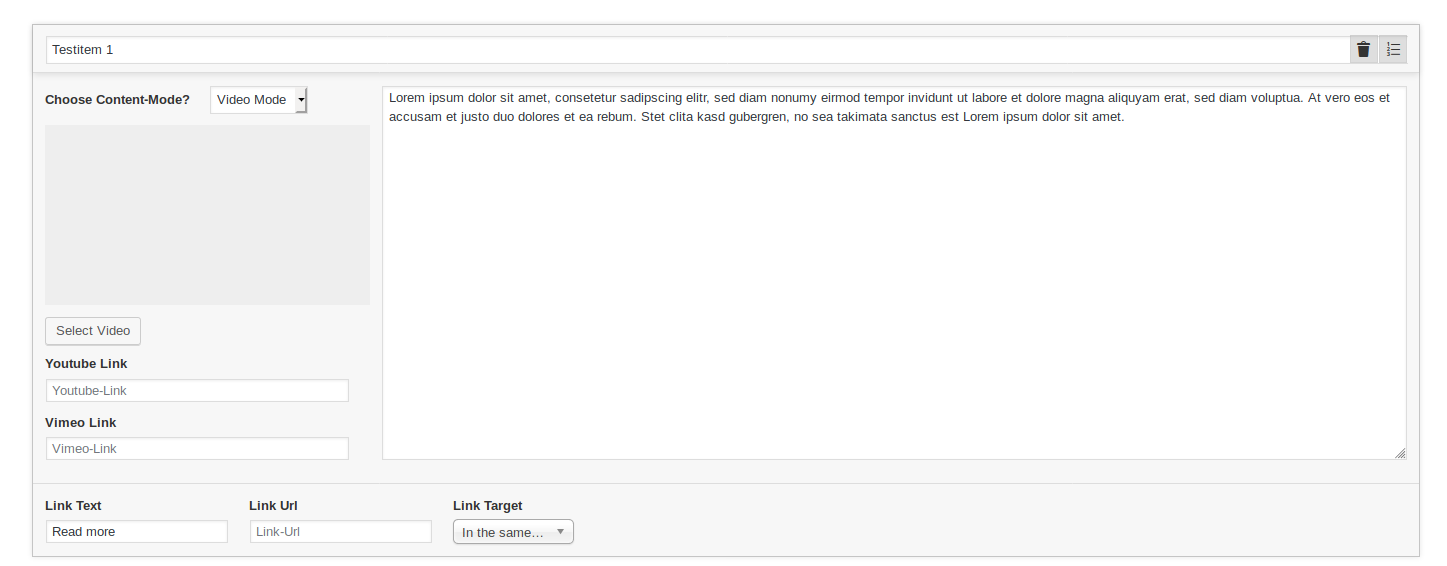 Testitem 1
Choose Content-Mode? Video Mode
Lorem ipsum dolor sit amet, consetetur sadipscing elitr, sed diam nonumy eirmod tempor invidunt ut labore et dolore magna aliquyam erat, sed diam voluptua. At vero eos et
accusam et justo duo dolores et ea rebum. Stet clita kasd gubergren, no sea takimata sanctus est Lorem ipsum dolor sit amet.
Select Video
Youtube Link
Youtube-Link
Vimeo Link
Vimeo-Link
Link Text Link Url Link Target
Read more Link-Url In the same…